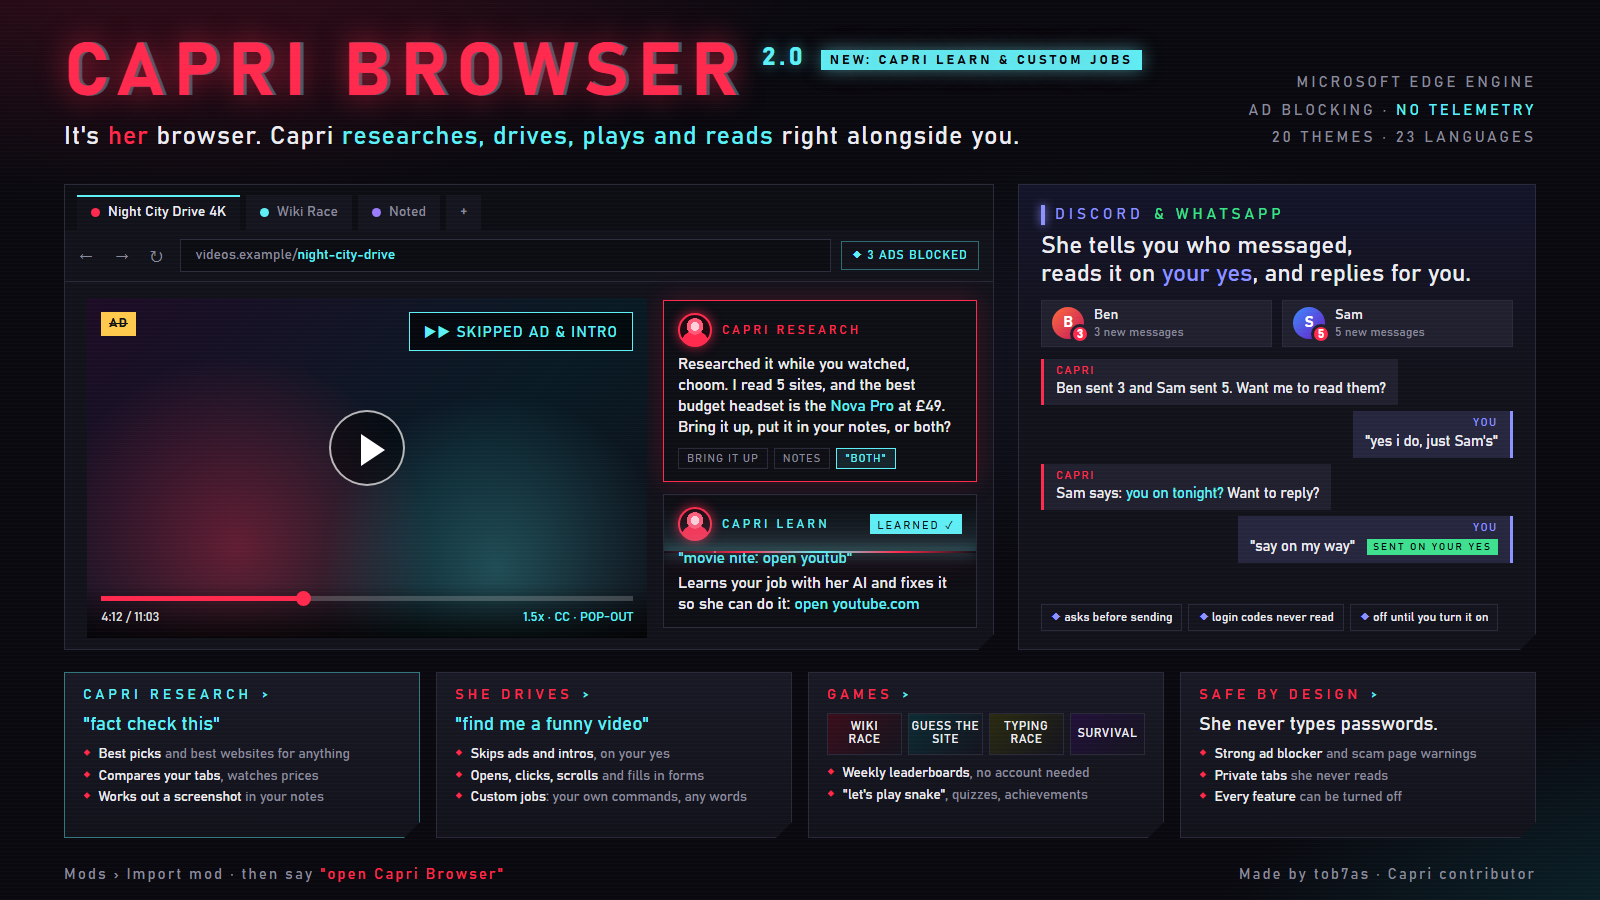 CAPRI BROWSER 2.0 NEW: CAPRI LEARN & CUSTOM JOBS
It's her browser. Capri researches, drives, plays and reads right alongside you.
MICROSOFT EDGE ENGINE
AD BLOCKING · NO TELEMETRY
20 THEMES · 23 LANGUAGES
Night City Drive 4K Wiki Race Noted +
← → ↻ videos.example/night-city-drive ◆ 3 ADS BLOCKED
AD
▶▶ SKIPPED AD & INTRO
4:12 / 11:03
1.5x · CC · POP-OUT
CAPRI RESEARCH
Researched it while you watched,
choom. I read 5 sites, and the best
budget headset is the Nova Pro at £49.
Bring it up, put it in your notes, or both?
BRING IT UP NOTES "BOTH"
CAPRI LEARN LEARNED ✓
"movie nite: open youtub"
Learns your job with her AI and fixes it
so she can do it: open youtube.com
DISCORD & WHATSAPP
She tells you who messaged,
reads it on your yes, and replies for you.
B 3 Ben
3 new messages
S 5 Sam
5 new messages
CAPRI
Ben sent 3 and Sam sent 5. Want me to read them?
YOU
"yes i do, just Sam's"
CAPRI
Sam says: you on tonight? Want to reply?
YOU
"say on my way" SENT ON YOUR YES
◆ asks before sending ◆ login codes never read ◆ off until you turn it on
CAPRI RESEARCH >
"fact check this"
◆ Best picks and best websites for anything
◆ Compares your tabs, watches prices
◆ Works out a screenshot in your notes
SHE DRIVES >
"find me a funny video"
◆ Skips ads and intros, on your yes
◆ Opens, clicks, scrolls and fills in forms
◆ Custom jobs: your own commands, any words
GAMES >
WIKI
RACE
GUESS THE
SITE
TYPING
RACE
SURVIVAL
◆ Weekly leaderboards, no account needed
◆ "let's play snake", quizzes, achievements
SAFE BY DESIGN >
She never types passwords.
◆ Strong ad blocker and scam page warnings
◆ Private tabs she never reads
◆ Every feature can be turned off
Mods › Import mod · then say "open Capri Browser"
Made by tob7as · Capri contributor